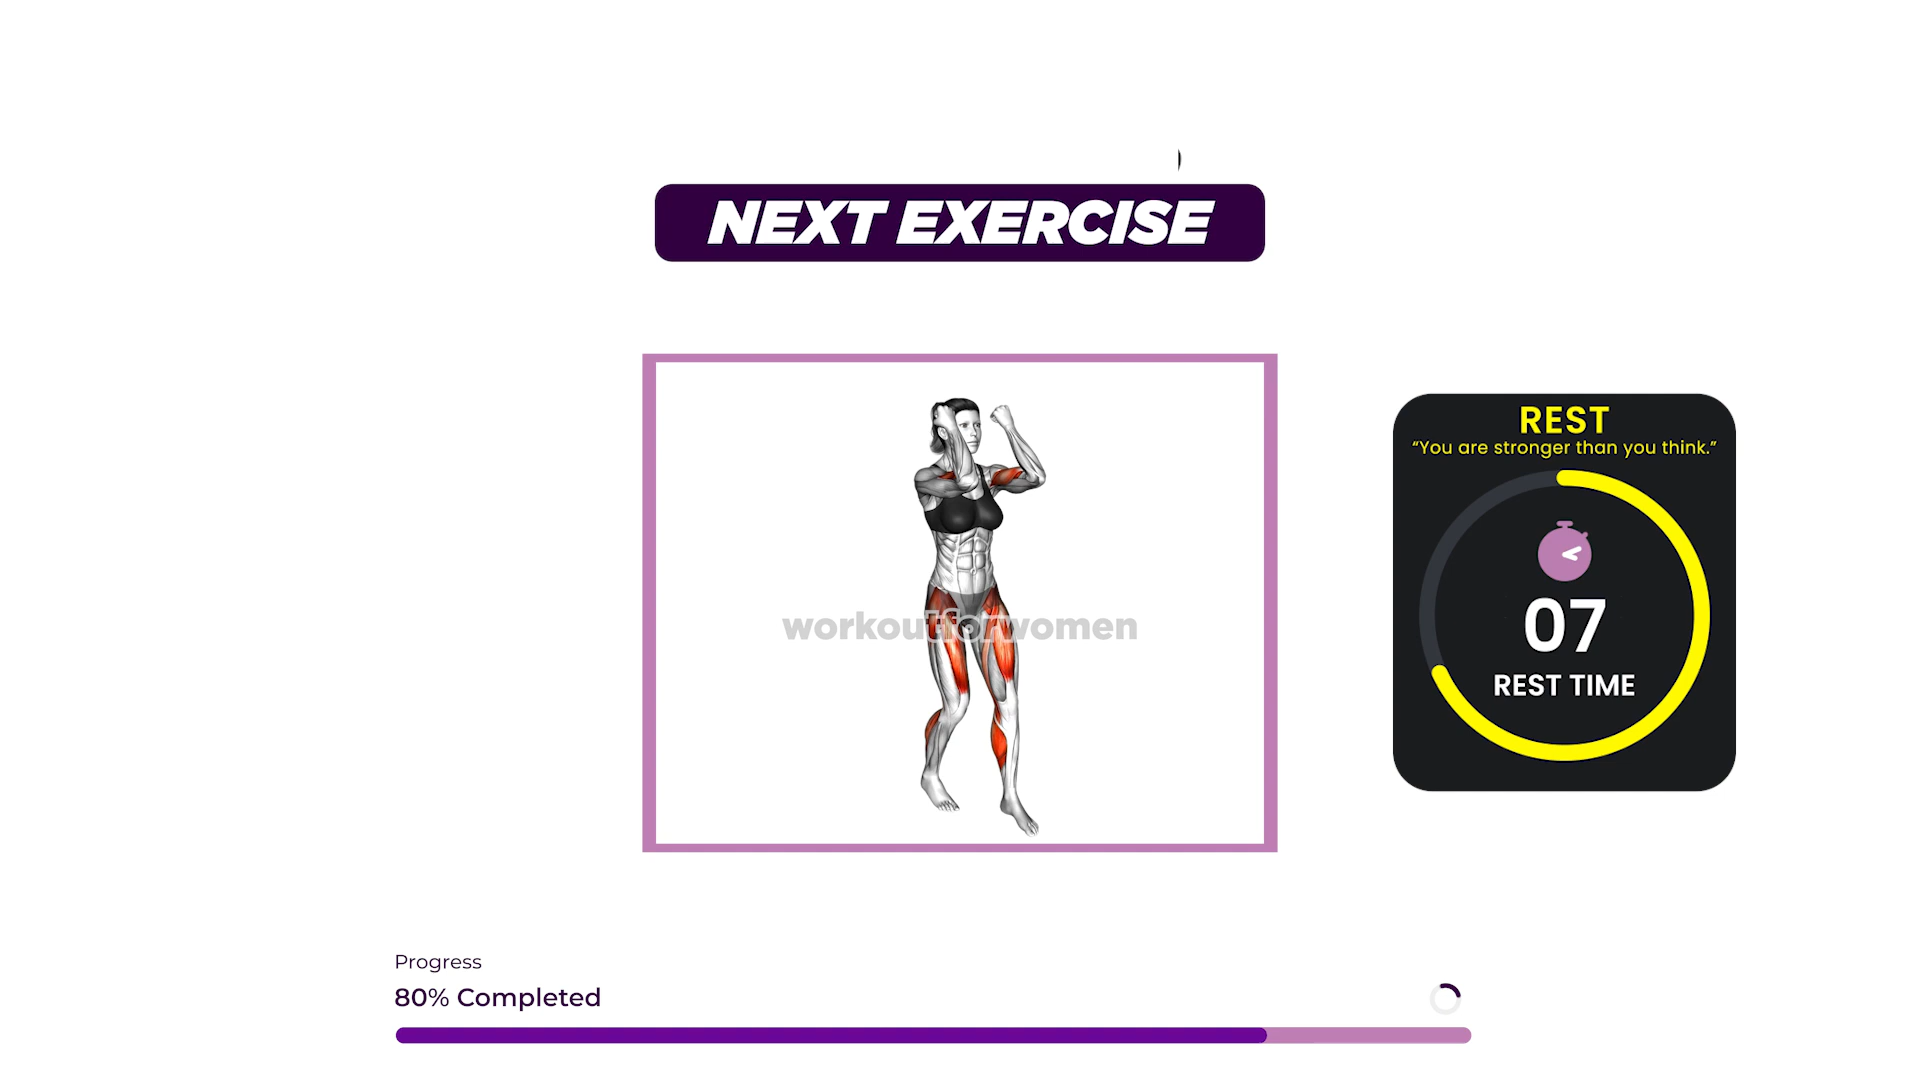 NEXT EXERCISE
REST
“You are stronger than you think.”
07
REST TIME
workoutforwomen
Progress
80% Completed